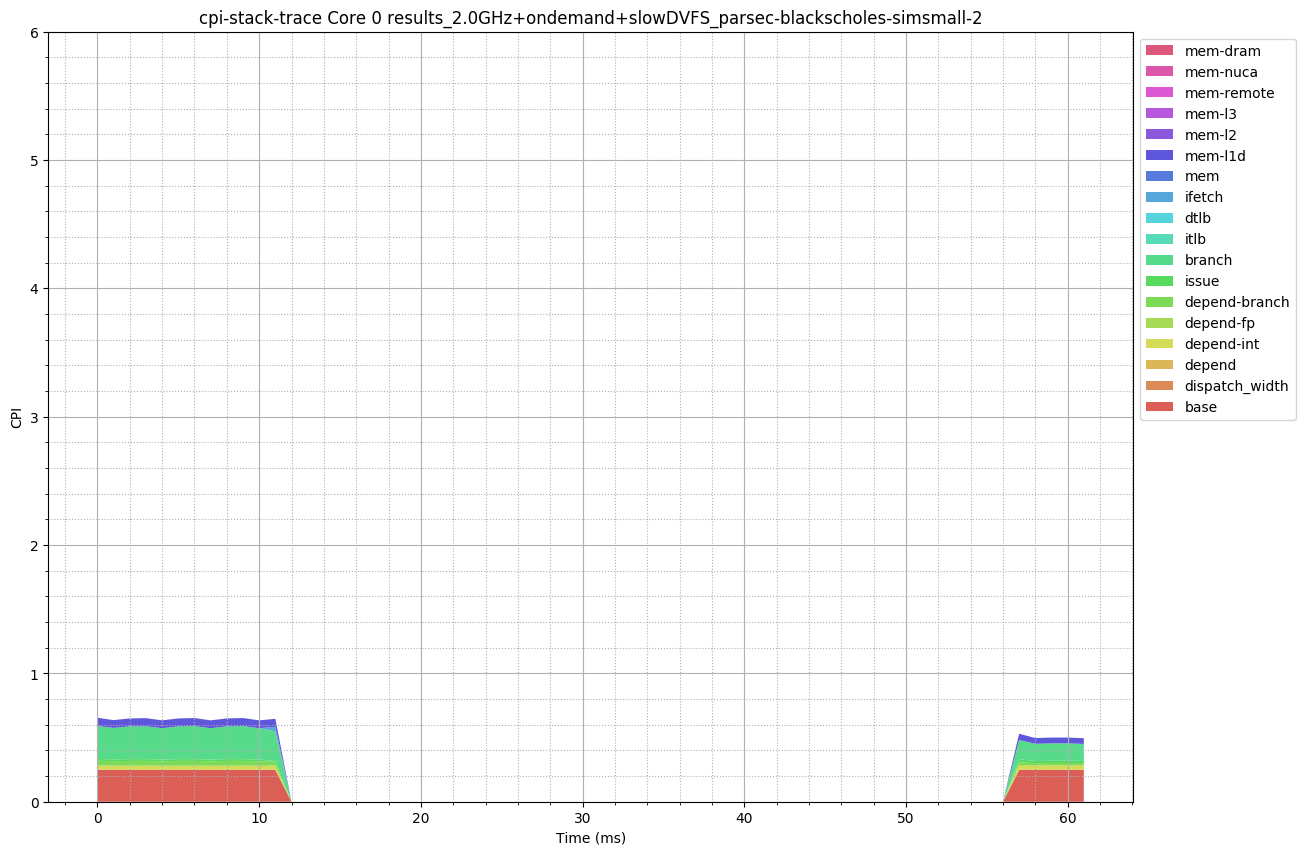 cpi-stack-trace Core 0 results_2.0GHz+ondemand+slowDVFS_parsec-blackscholes-simsmall-2
6
5
4
3
2
1
0
CPI
0 10 20 30 40 50 60
Time (ms)
mem-dram
mem-nuca
mem-remote
mem-l3
mem-l2
mem-l1d
mem
ifetch
dtlb
itlb
branch
issue
depend-branch
depend-fp
depend-int
depend
dispatch_width
base